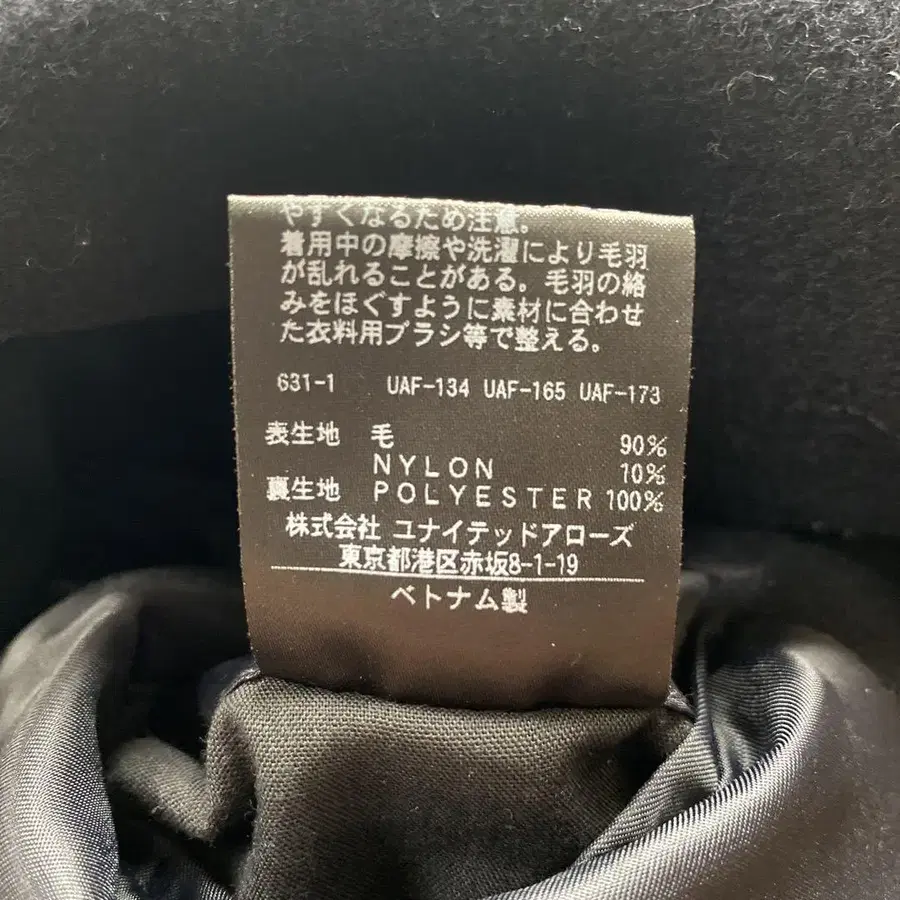 やすくなるため注意。
着用中の摩擦や洗濯により毛羽
が乱れることがある。毛羽の絡
みをほぐすように素材に合わせ
た衣料用ブラシ等で整える。
631-1 UAF-134 UAF-165 UAF-173
表生地 毛 90%
NYLON 10%
裏生地 POLYESTER 100%
株式会社 ユナイテッドアローズ
東京都港区赤坂8-1-19
ベトナム製